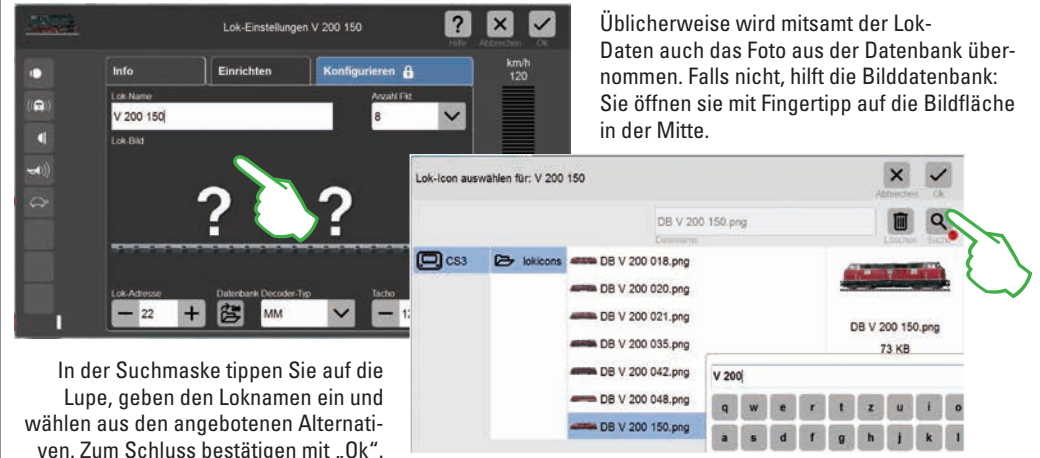 Lok-Einstellungen V 200 150
?
Hilfe
Abbrechen
Ok
Info
Einrichten
Konfigurieren
km/h
120
Lok-Name
Anzahl Fkt
V 200 150
8
Lok-Bild
? ?
Lok-Adresse
Datenbank
Decoder-Typ
Tacho
22
MM
Üblicherweise wird mitsamt der Lok-
Daten auch das Foto aus der Datenbank über-
nommen. Falls nicht, hilft die Bilddatenbank:
Sie öffnen sie mit Fingertipp auf die Bildfläche
in der Mitte.
Lok-Icon auswählen für: V 200 150
Abbrechen
Ok
DB V 200 150.png
Dateiname
Löschen
CS3
lokicons
DB V 200 018.png
DB V 200 020.png
DB V 200 021.png
DB V 200 035.png
DB V 200 042.png
DB V 200 048.png
DB V 200 150.png
DB V 200 150.png
73 KB
V 200
q w e r t z u i o
a s d f g h j k l
In der Suchmaske tippen Sie auf die
Lupe, geben den Loknamen ein und
wählen aus den angebotenen Alternati-
ven. Zum Schluss bestätigen mit „Ok“.